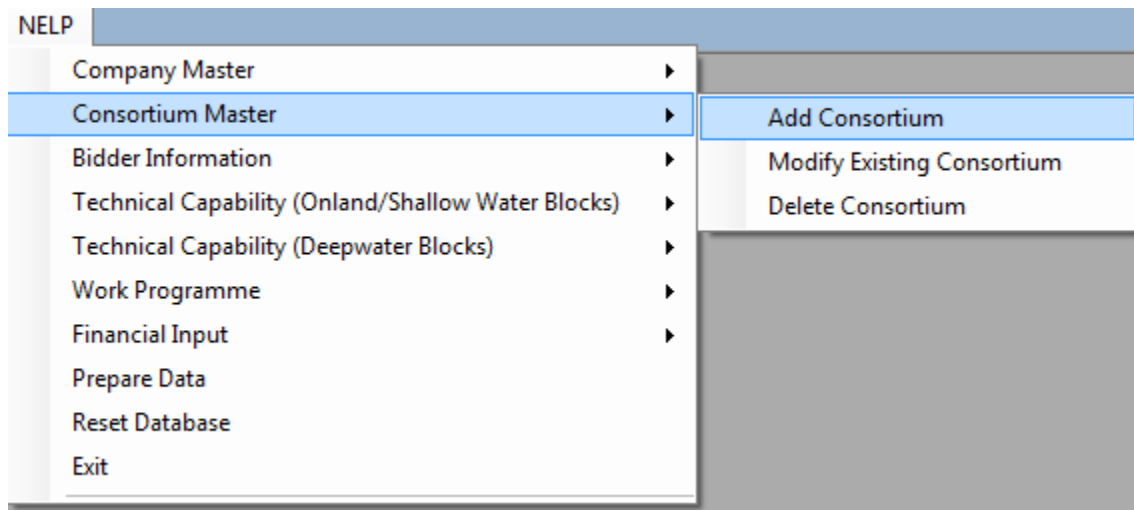 NELP
Company Master
Consortium Master
Add Consortium
Bidder Information
Modify Existing Consortium
Technical Capability (Onland/Shallow Water Blocks)
Delete Consortium
Technical Capability (Deepwater Blocks)
Work Programme
Financial Input
Prepare Data
Reset Database
Exit